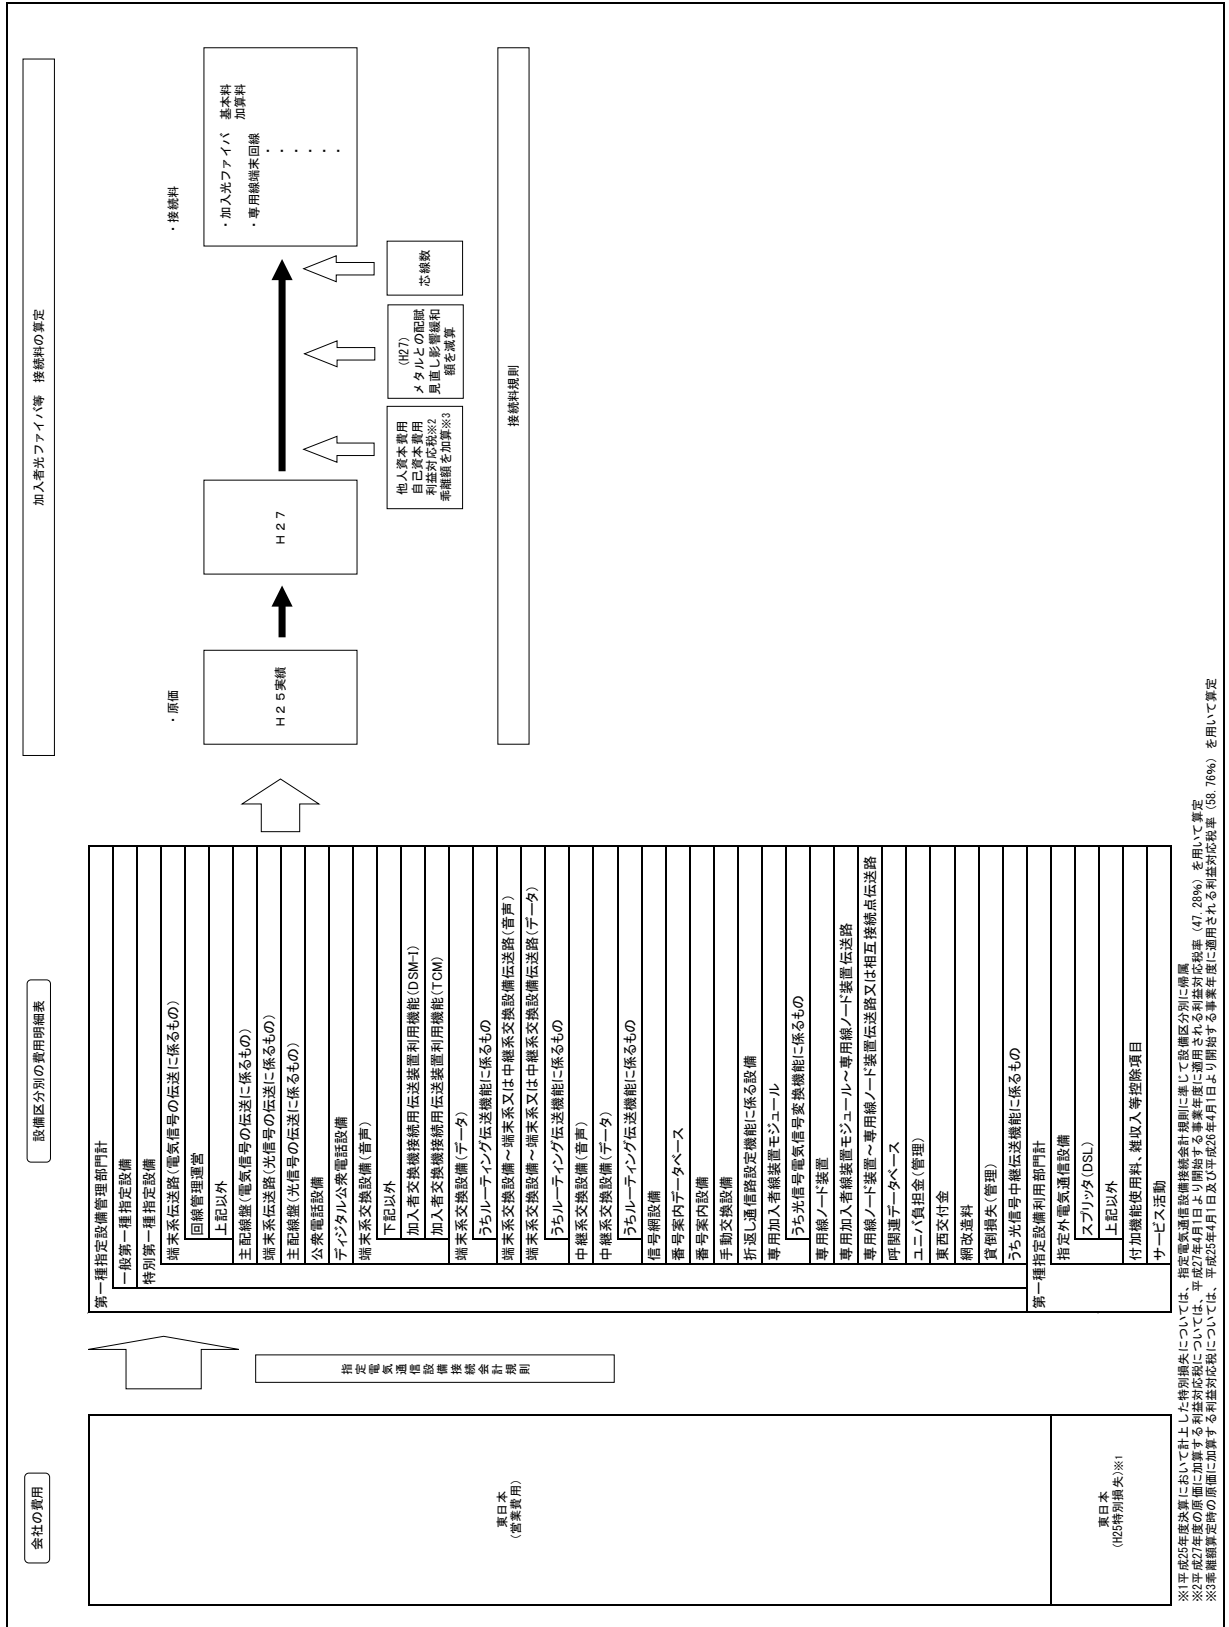 会社の費用
東日本
(営業費用)
東日本
(H25特別損失)※1
指定電気通信設備接続会計規則
設備区分別の費用明細表
第一種指定設備管理部門計
一般第一種指定設備
特別第一種指定設備
端末系伝送路(電気信号の伝送に係るもの)
回線管理運営
上記以外
主配線盤(電気信号の伝送に係るもの)
端末系伝送路(光信号の伝送に係るもの)
主配線盤(光信号の伝送に係るもの)
公衆電話設備
ディジタル公衆電話設備
端末系交換設備(音声)
下記以外
加入者交換機接続用伝送装置利用機能(DSM-I)
加入者交換機接続用伝送装置利用機能(TCM)
端末系交換設備(データ)
うちルーティング伝送機能に係るもの
端末系交換設備~端末系又は中継系交換設備伝送路(音声)
端末系交換設備~端末系又は中継系交換設備伝送路(データ)
うちルーティング伝送機能に係るもの
中継系交換設備(音声)
中継系交換設備(データ)
うちルーティング伝送機能に係るもの
信号網設備
番号案内データベース
番号案内設備
手動交換設備
折返し通信路設定機能に係る設備
専用加入者線装置モジュール
うち光信号電気信号変換機能に係るもの
専用線ノード装置
専用加入者線装置モジュール~専用線ノード装置伝送路
専用線ノード装置~専用線ノード装置伝送路又は相互接続点伝送路
呼関連データベース
ユニバ負担金(管理)
東西交付金
網改造料
貸倒損失(管理)
うち光信号中継伝送機能に係るもの
第一種指定設備利用部門計
指定外電気通信設備
スプリッタ(DSL)
上記以外
付加機能使用料、雑収入等控除項目
サービス活動
加入者光ファイバ等 接続料の算定
・原価
H25実績
H27
・接続料
・加入光ファイバ 基本料
加算料
・専用線端末回線
・
・
・
・
・
・
他人資本費用
自己資本費用
利益対応税※2
乖離額を加算※3
(H27)
メタルとの配賦
見直し影響緩和
額を減算
芯線数
接続料規則
※1平成25年度決算において計上した特別損失については、指定電気通信設備接続会計規則に準じて設備区分別に帰属
※2平成27年度の原価に加算する利益対応税については、平成27年4月1日より開始する事業年度に適用される利益対応税率(47.28%)を用いて算定
※3乖離額算定時の原価に加算する利益対応税については、平成25年4月1日及び平成26年4月1日より開始する事業年度に適用される利益対応税率(58.76%)を用いて算定